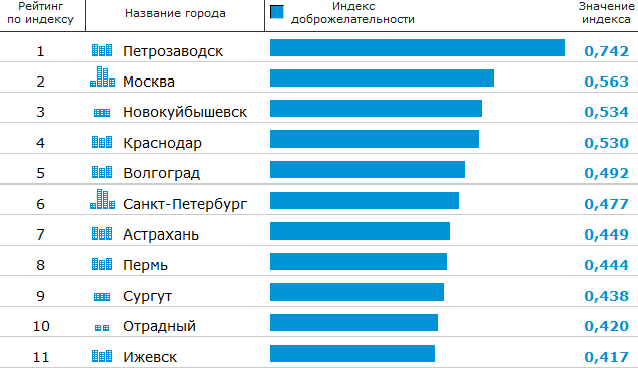 Рейтинг
по индексу
Название города
Индекс
доброжелательности
Значение
индекса
1 Петрозаводск 0,742
2 Москва 0,563
3 Новокуйбышевск 0,534
4 Краснодар 0,530
5 Волгоград 0,492
6 Санкт-Петербург 0,477
7 Астрахань 0,449
8 Пермь 0,444
9 Сургут 0,438
10 Отрадный 0,420
11 Ижевск 0,417